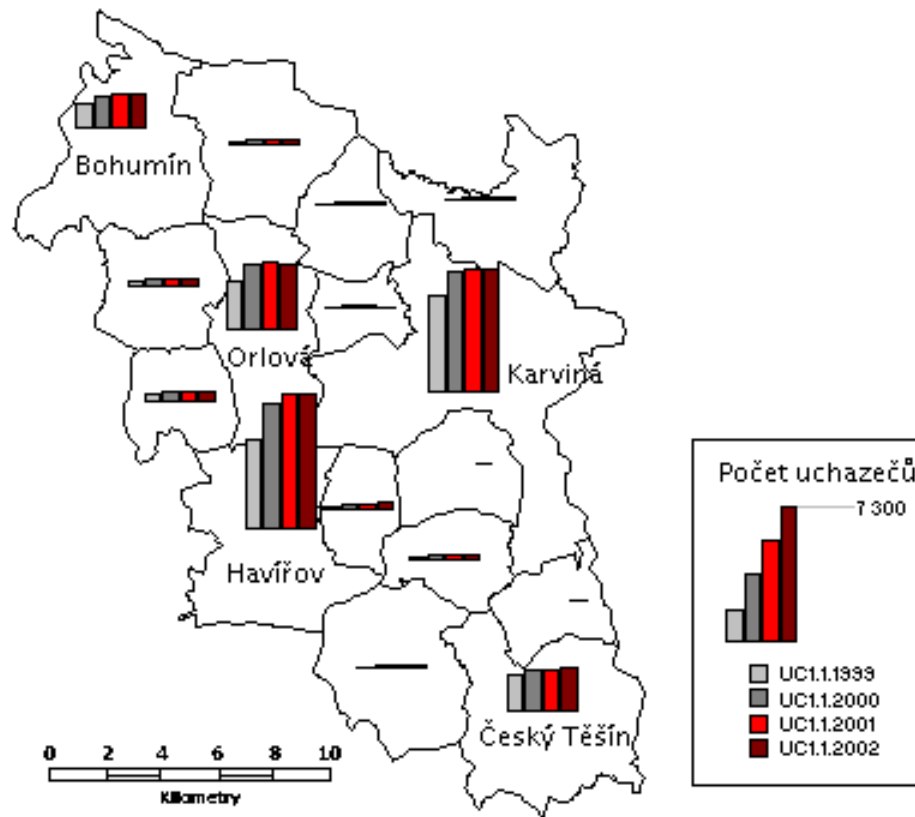 Bohumín
Orlová
Karviná
Havířov
Český Těšín
Počet uchazečů
7 300
UC1.1.1999
UC1.1.2000
UC1.1.2001
UC1.1.2002
0 2 4 6 8 10
Kilometry